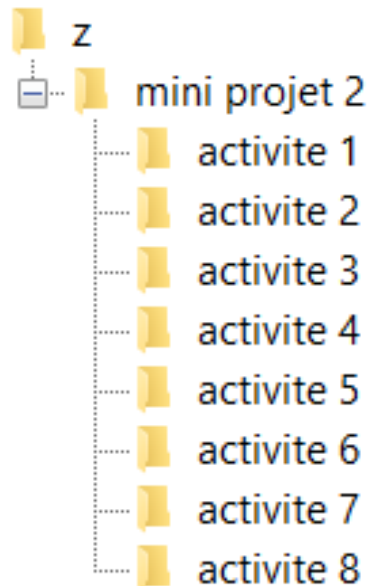 z
mini projet 2
activite 1
activite 2
activite 3
activite 4
activite 5
activite 6
activite 7
activite 8